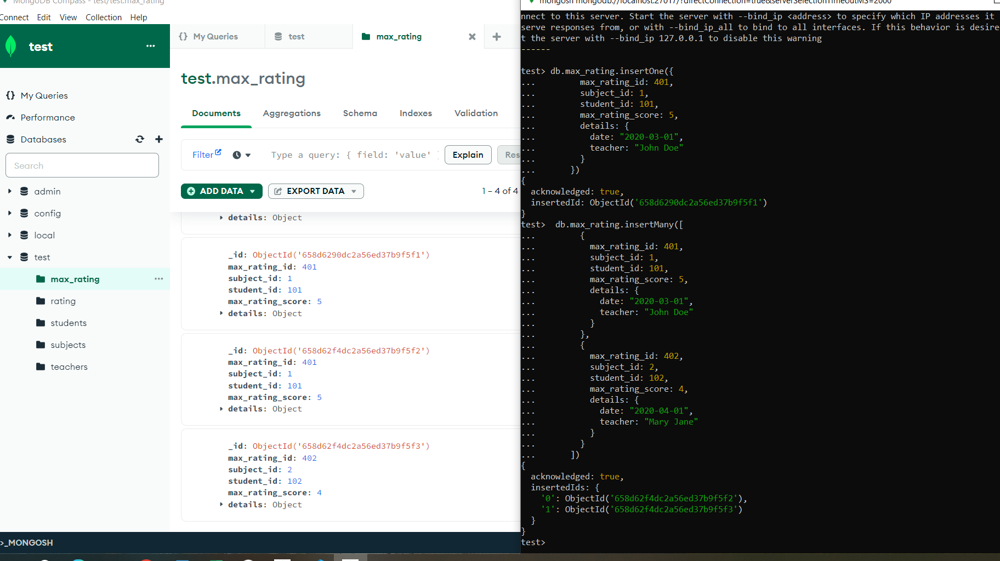 MongoDB Compass - test/test.max_rating
Connect Edit View Collection Help
test
...
My Queries
Performance
Databases
Search
admin
config
local
test
max_rating
rating
students
subjects
teachers
>_MONGOSH
{} My Queries
test
max_rating
test.max_rating
Documents Aggregations Schema Indexes Validation
Filter Type a query: { field: 'value' Explain Res
ADD DATA EXPORT DATA 1 – 4 of 4
details: Object
_id: ObjectId('658d6290dc2a56ed37b9f5f1')
max_rating_id: 401
subject_id: 1
student_id: 101
max_rating_score: 5
details: Object
_id: ObjectId('658d62f4dc2a56ed37b9f5f2')
max_rating_id: 401
subject_id: 1
student_id: 101
max_rating_score: 5
details: Object
_id: ObjectId('658d62f4dc2a56ed37b9f5f3')
max_rating_id: 402
subject_id: 2
student_id: 102
max_rating_score: 4
details: Object
mongosh mongodb://localhost:27017/?directConnection=true&serverSelectionTimeoutMS=2000
nnect to this server. Start the server with --bind_ip <address> to specify which IP addresses it
serve responses from, or with --bind_ip_all to bind to all interfaces. If this behavior is desire
t the server with --bind_ip 127.0.0.1 to disable this warning
------
test> db.max_rating.insertOne({
... max_rating_id: 401,
... subject_id: 1,
... student_id: 101,
... max_rating_score: 5,
... details: {
... date: "2020-03-01",
... teacher: "John Doe"
... }
... })
{
acknowledged: true,
insertedId: ObjectId('658d6290dc2a56ed37b9f5f1')
}
test> db.max_rating.insertMany([
... {
... max_rating_id: 401,
... subject_id: 1,
... student_id: 101,
... max_rating_score: 5,
... details: {
... date: "2020-03-01",
... teacher: "John Doe"
... }
... },
... {
... max_rating_id: 402,
... subject_id: 2,
... student_id: 102,
... max_rating_score: 4,
... details: {
... date: "2020-04-01",
... teacher: "Mary Jane"
... }
... }
... ])
{
acknowledged: true,
insertedIds: {
'0': ObjectId('658d62f4dc2a56ed37b9f5f2'),
'1': ObjectId('658d62f4dc2a56ed37b9f5f3')
}
}
test>